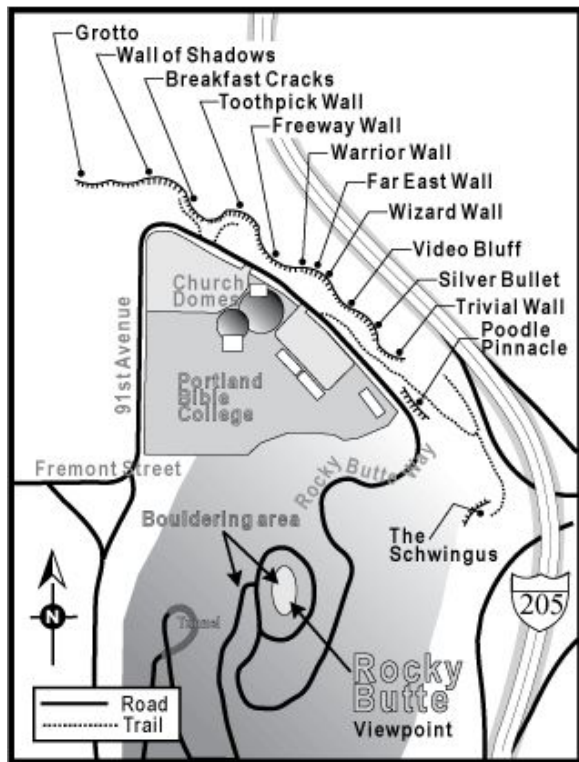 Grotto
Wall of Shadows
Breakfast Cracks
Toothpick Wall
Freeway Wall
Warrior Wall
Far East Wall
Wizard Wall
Video Bluff
Silver Bullet
Trivial Wall
Poodle
Pinnacle
Church
Domes
91st Avenue
Portland
Bible
College
Fremont Street
Rocky Butte Way
Bouldering area
The
Schwingus
N
Tunnel
205
Rocky
Butte
Viewpoint
Road
Trail